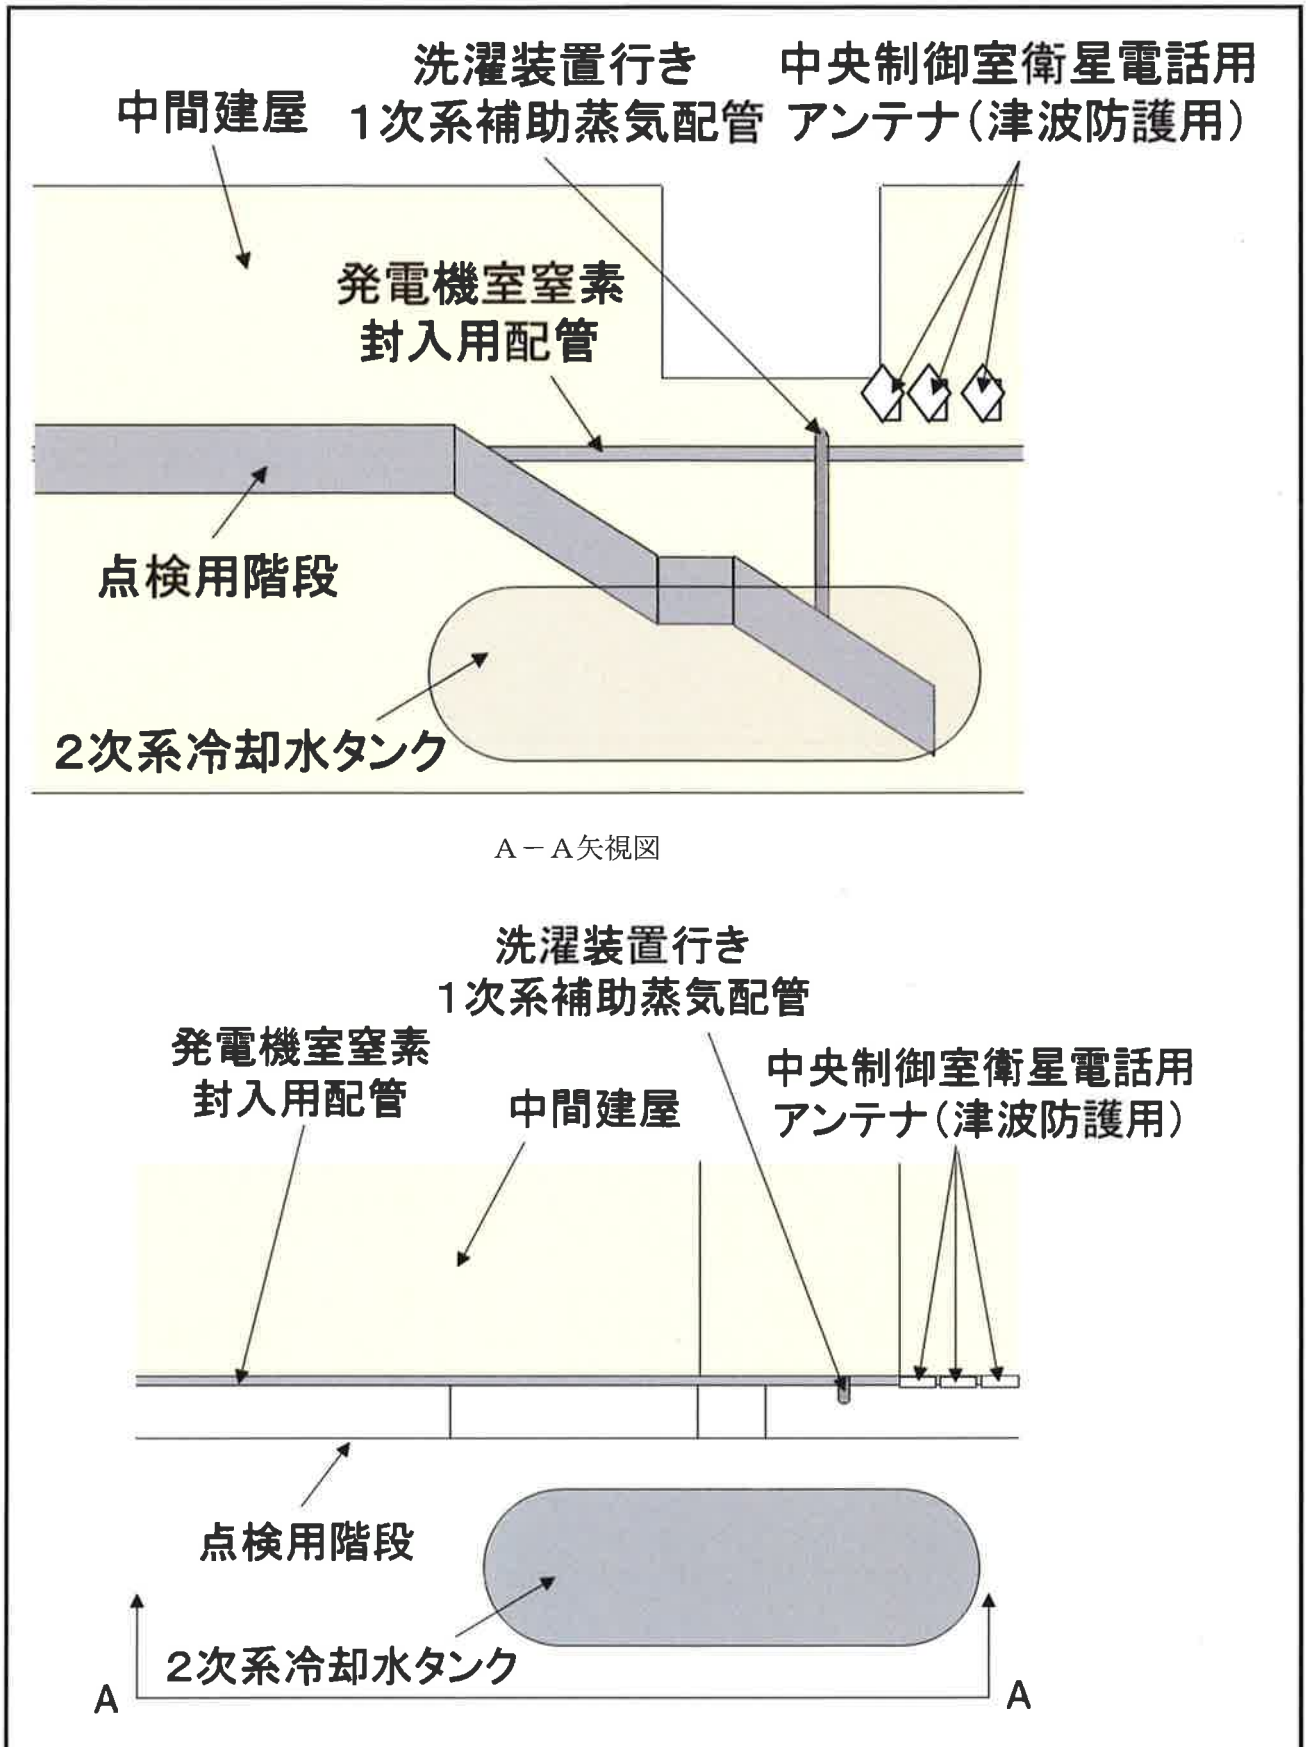 洗濯装置行き
1次系補助蒸気配管
中央制御室衛星電話用
アンテナ（津波防護用）
中間建屋
発電機室窒素
封入用配管
点検用階段
2次系冷却水タンク
A－A矢視図
洗濯装置行き
1次系補助蒸気配管
発電機室窒素
封入用配管
中間建屋
中央制御室衛星電話用
アンテナ（津波防護用）
点検用階段
2次系冷却水タンク
A
A